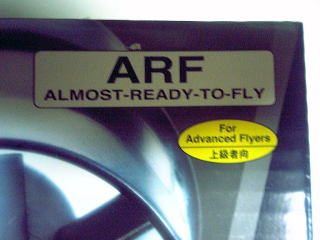 ARF
ALMOST-READY-TO-FLY
For
Advanced Flyers
上級者向